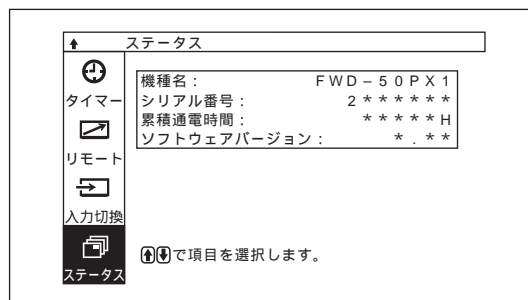 ステータス
タイマー
リモート
入力切換
ステータス
機種名： FWD－50PX1
シリアル番号： 2＊＊＊＊＊＊
累積通電時間： ＊＊＊＊＊H
ソフトウェアバージョン： ＊．＊＊
で項目を選択します。